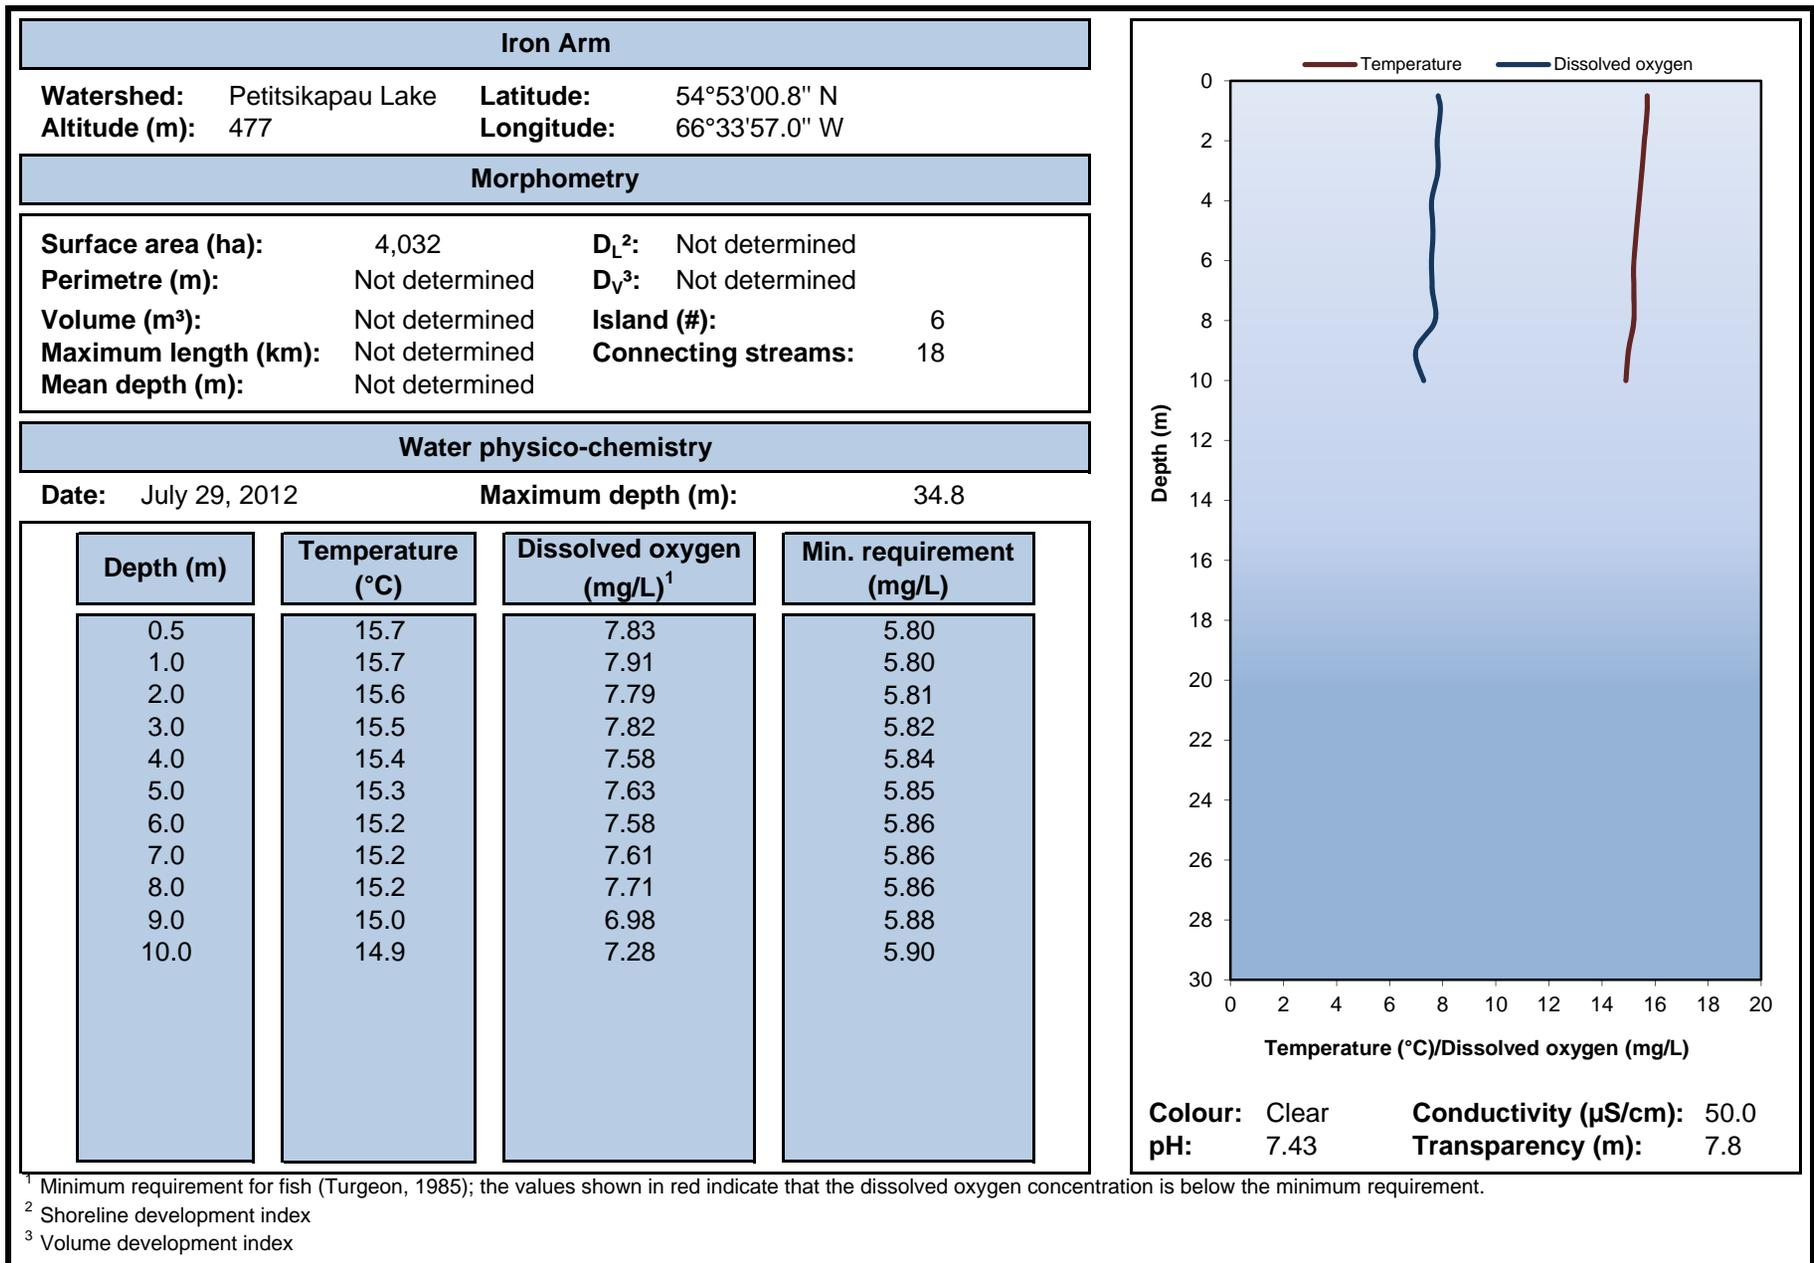 Iron Arm
Watershed: Petitsikapau Lake Latitude: 54°53'00.8" N
Altitude (m): 477 Longitude: 66°33'57.0" W
Morphometry
Surface area (ha): 4,032 DL²: Not determined
Perimetre (m): Not determined DV³: Not determined
Volume (m³): Not determined Island (#): 6
Maximum length (km): Not determined Connecting streams: 18
Mean depth (m): Not determined
Water physico-chemistry
Date: July 29, 2012 Maximum depth (m): 34.8
Depth (m) Temperature (°C) Dissolved oxygen (mg/L)¹ Min. requirement (mg/L)
0.5 15.7 7.83 5.80
1.0 15.7 7.91 5.80
2.0 15.6 7.79 5.81
3.0 15.5 7.82 5.82
4.0 15.4 7.58 5.84
5.0 15.3 7.63 5.85
6.0 15.2 7.58 5.86
7.0 15.2 7.61 5.86
8.0 15.2 7.71 5.86
9.0 15.0 6.98 5.88
10.0 14.9 7.28 5.90
Temperature Dissolved oxygen
0
2
4
6
8
10
12
14
16
18
20
22
24
26
28
30
Depth (m)
0 2 4 6 8 10 12 14 16 18 20
Temperature (°C)/Dissolved oxygen (mg/L)
Colour: Clear Conductivity (µS/cm): 50.0
pH: 7.43 Transparency (m): 7.8
¹ Minimum requirement for fish (Turgeon, 1985); the values shown in red indicate that the dissolved oxygen concentration is below the minimum requirement.
² Shoreline development index
³ Volume development index